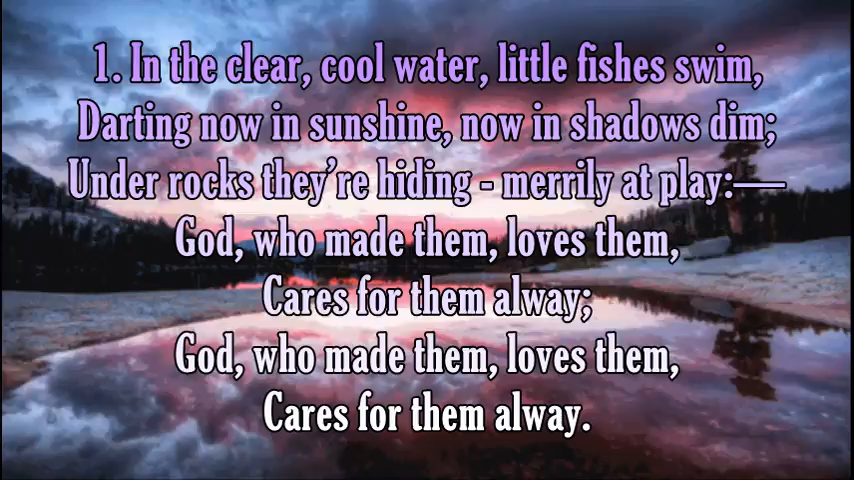 1. In the clear, cool water, little fishes swim,
Darting now in sunshine, now in shadows dim;
Under rocks they're hiding - merrily at play:—
God, who made them, loves them,
Cares for them alway;
God, who made them, loves them,
Cares for them alway.